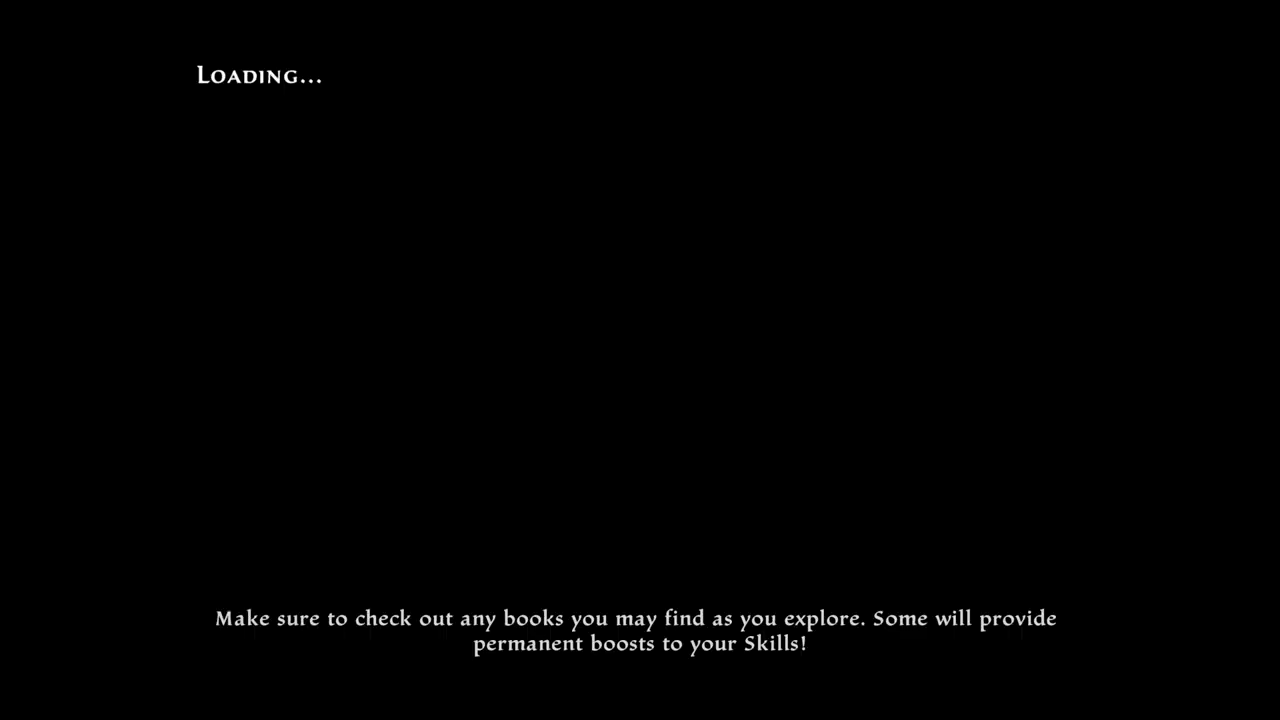 Loading...
Make sure to check out any books you may find as you explore. Some will provide
permanent boosts to your Skills!